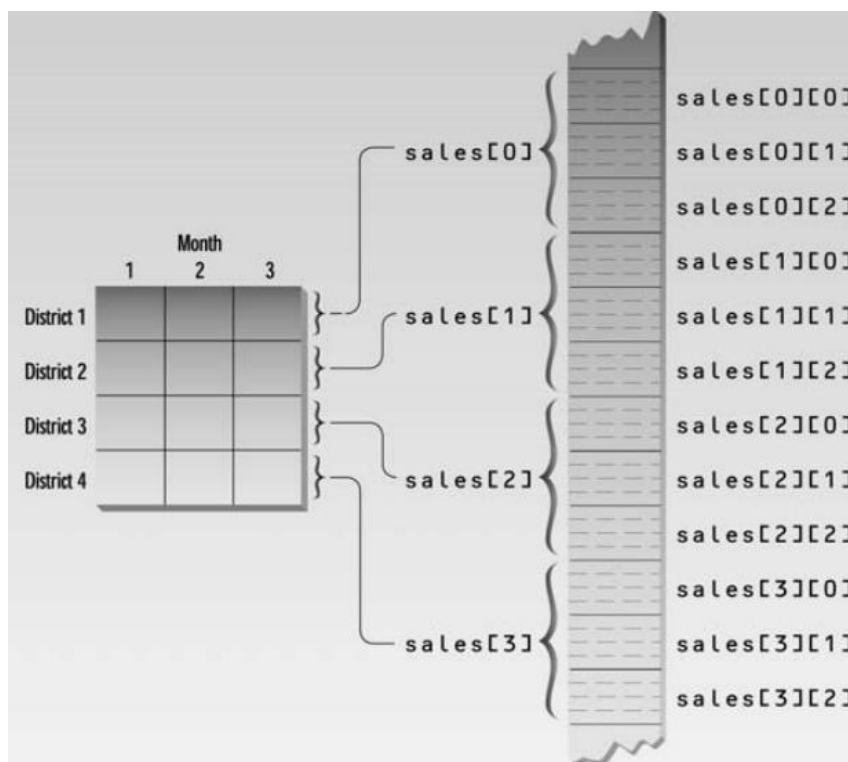 sales[0][0]
sales[0]
sales[0][1]
sales[0][2]
Month
1 2 3
sales[1][0]
District 1
sales[1]
sales[1][1]
District 2
sales[1][2]
District 3
sales[2][0]
District 4
sales[2]
sales[2][1]
sales[2][2]
sales[3][0]
sales[3]
sales[3][1]
sales[3][2]